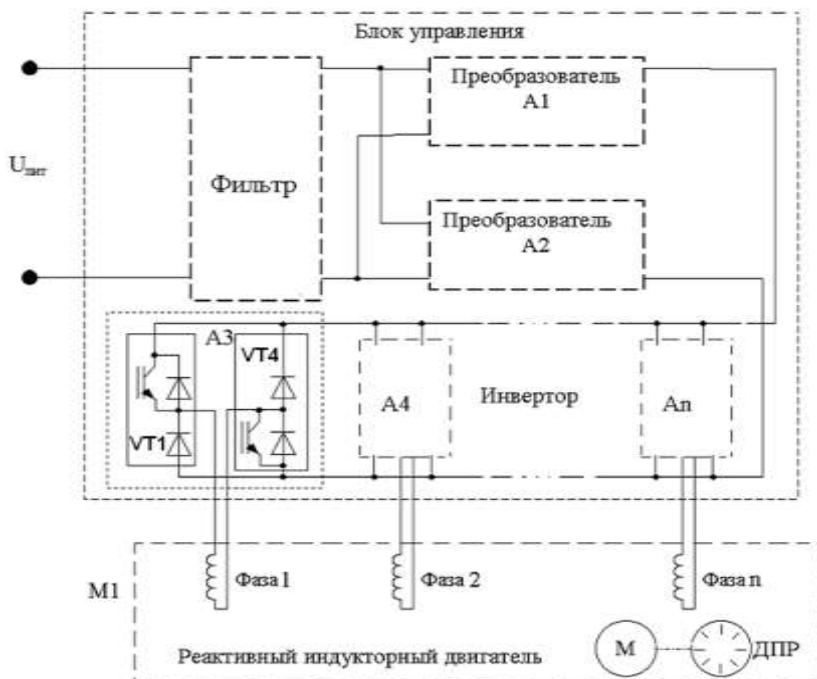 Блок управления
Преобразователь
А1
Uпит
Фильтр
Преобразователь
А2
А3
VT4
VT1
А4
Инвертор
Аn
М1
Фаза 1
Фаза 2
Фаза n
Реактивный индукторный двигатель
М
ДПР